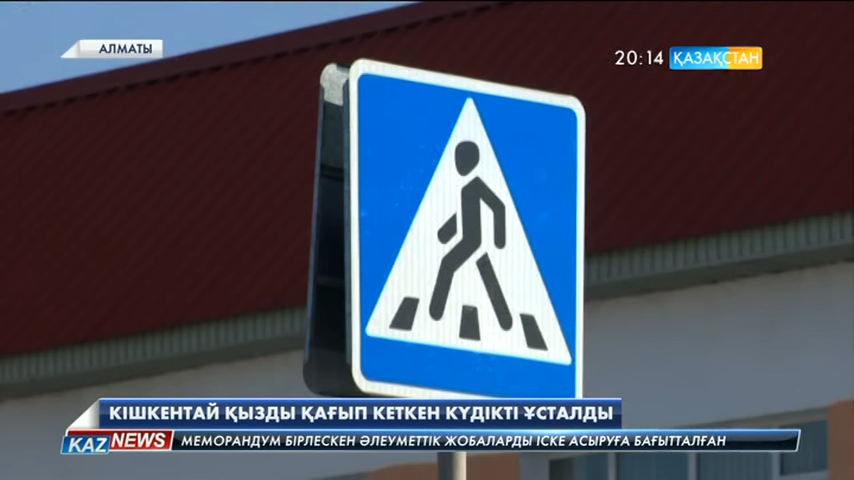 АЛМАТЫ
20:14 ҚАЗАҚСТАН
КІШКЕНТАЙ ҚЫЗДЫ ҚАҒЫП КЕТКЕН КҮДІКТІ ҰСТАЛДЫ
KAZ NEWS МЕМОРАНДУМ БІРЛЕСКЕН ӘЛЕУМЕТТІК ЖОБАЛАРДЫ ІСКЕ АСЫРУҒА БАҒЫТТАЛҒАН